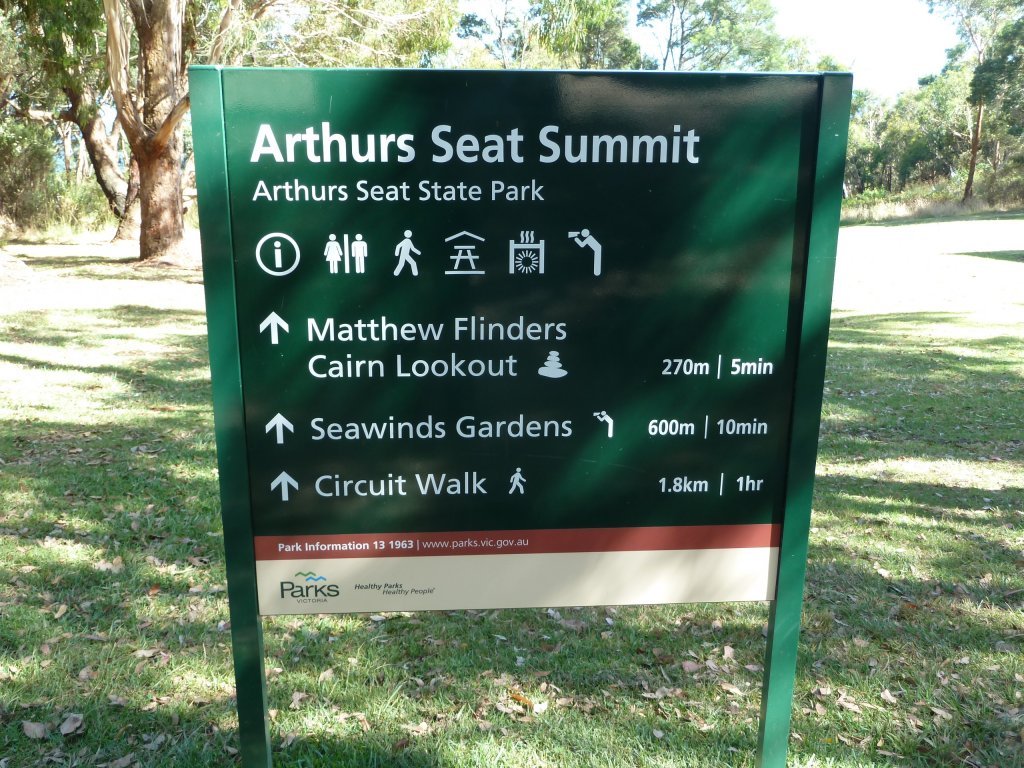 Arthurs Seat Summit
Arthurs Seat State Park
Matthew Flinders
Cairn Lookout 270m | 5min
Seawinds Gardens 600m | 10min
Circuit Walk 1.8km | 1hr
Park Information 13 1963 | www.parks.vic.gov.au
Parks
VICTORIA
Healthy Parks
Healthy People